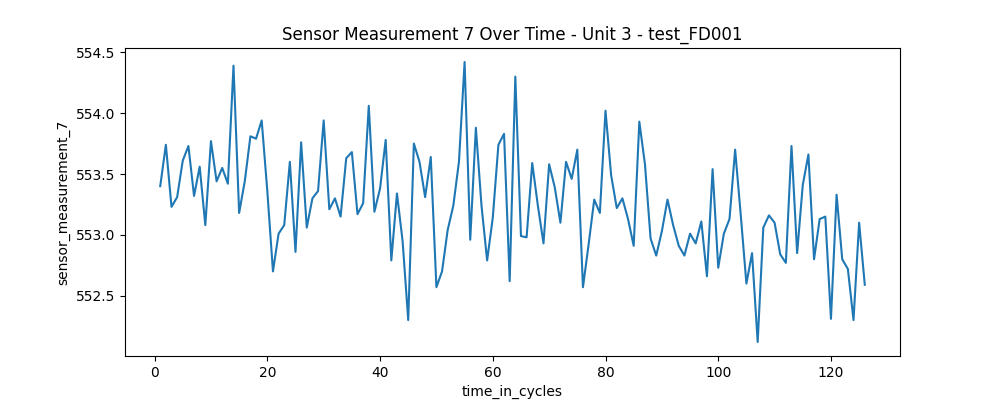 Sensor Measurement 7 Over Time - Unit 3 - test_FD001
554.5
554.0
553.5
553.0
552.5
sensor_measurement_7
0 20 40 60 80 100 120
time_in_cycles